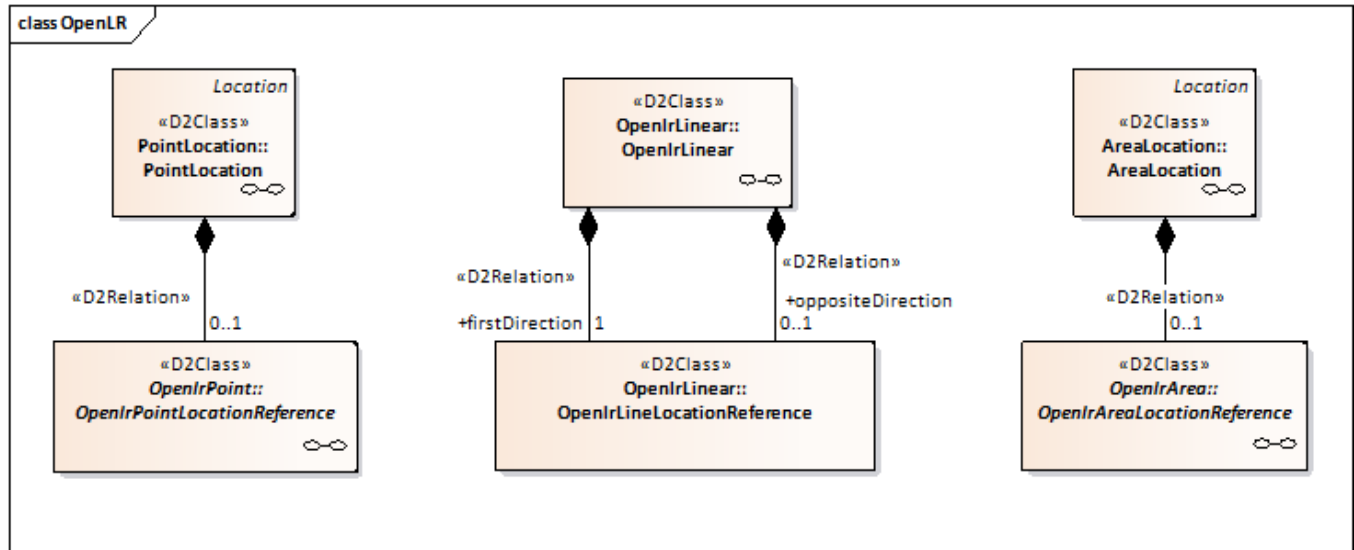 class OpenLR
Location
«D2Class»
PointLocation::
PointLocation
«D2Relation»
0..1
«D2Class»
OpenlrPoint::
OpenlrPointLocationReference
«D2Class»
OpenlrLinear::
OpenlrLinear
«D2Relation»
+firstDirection 1
«D2Relation»
+oppositeDirection
0..1
«D2Class»
OpenlrLinear::
OpenlrLineLocationReference
Location
«D2Class»
AreaLocation::
AreaLocation
«D2Relation»
0..1
«D2Class»
OpenlrArea::
OpenlrAreaLocationReference